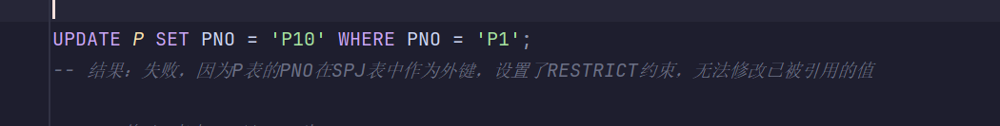 UPDATE P SET PNO = 'P10' WHERE PNO = 'P1';
-- 结果：失败，因为P表的PNO在SPJ表中作为外键，设置了RESTRICT约束，无法修改已被引用的值